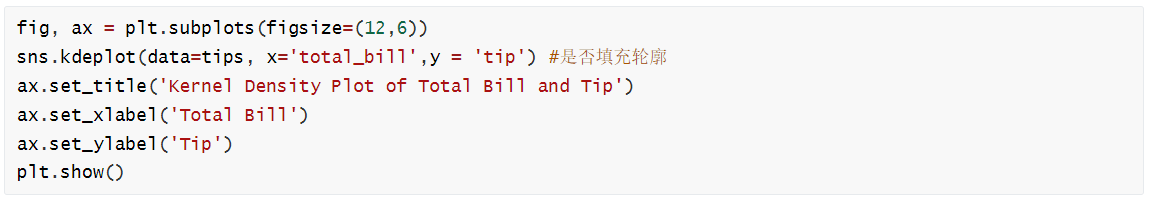 fig, ax = plt.subplots(figsize=(12,6))
sns.kdeplot(data=tips, x='total_bill',y = 'tip') #是否填充轮廓
ax.set_title('Kernel Density Plot of Total Bill and Tip')
ax.set_xlabel('Total Bill')
ax.set_ylabel('Tip')
plt.show()